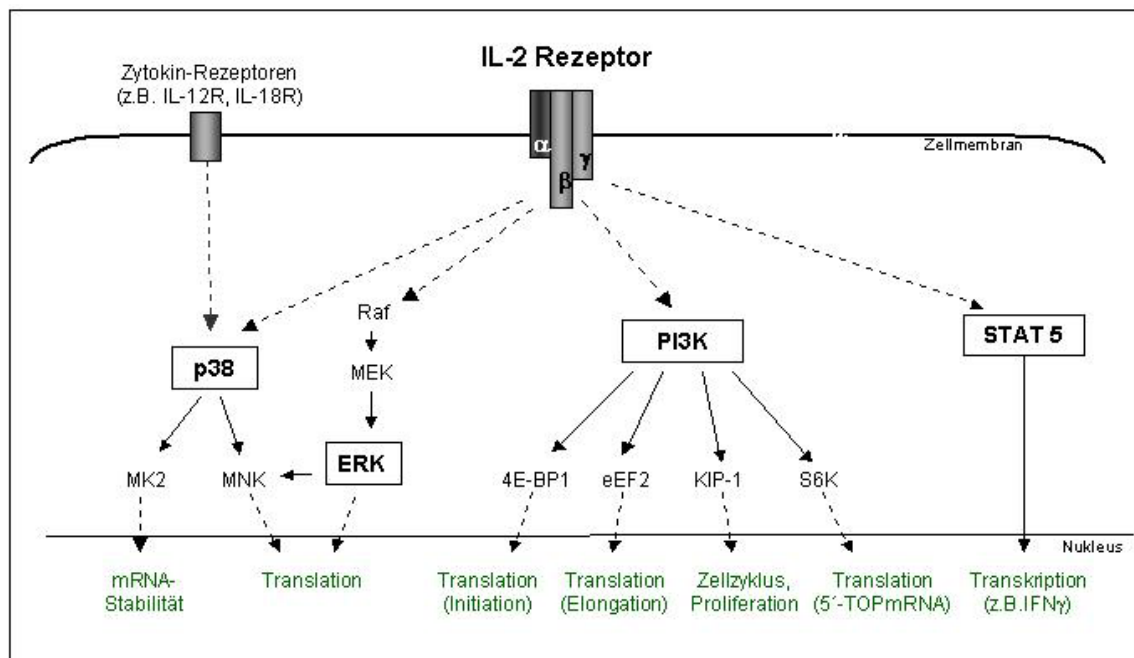 IL-2 Rezeptor
Zytokin-Rezeptoren
(z.B. IL-12R, IL-18R)
α
β
γ
Zellmembran
Raf
p38
MEK
PI3K
STAT 5
MK2
MNK
ERK
4E-BP1
eEF2
KIP-1
S6K
Nukleus
mRNA-
Stabilität
Translation
Translation
(Initiation)
Translation
(Elongation)
Zellzyklus,
Proliferation
Translation
(5´-TOPmRNA)
Transkription
(z.B.IFNγ)